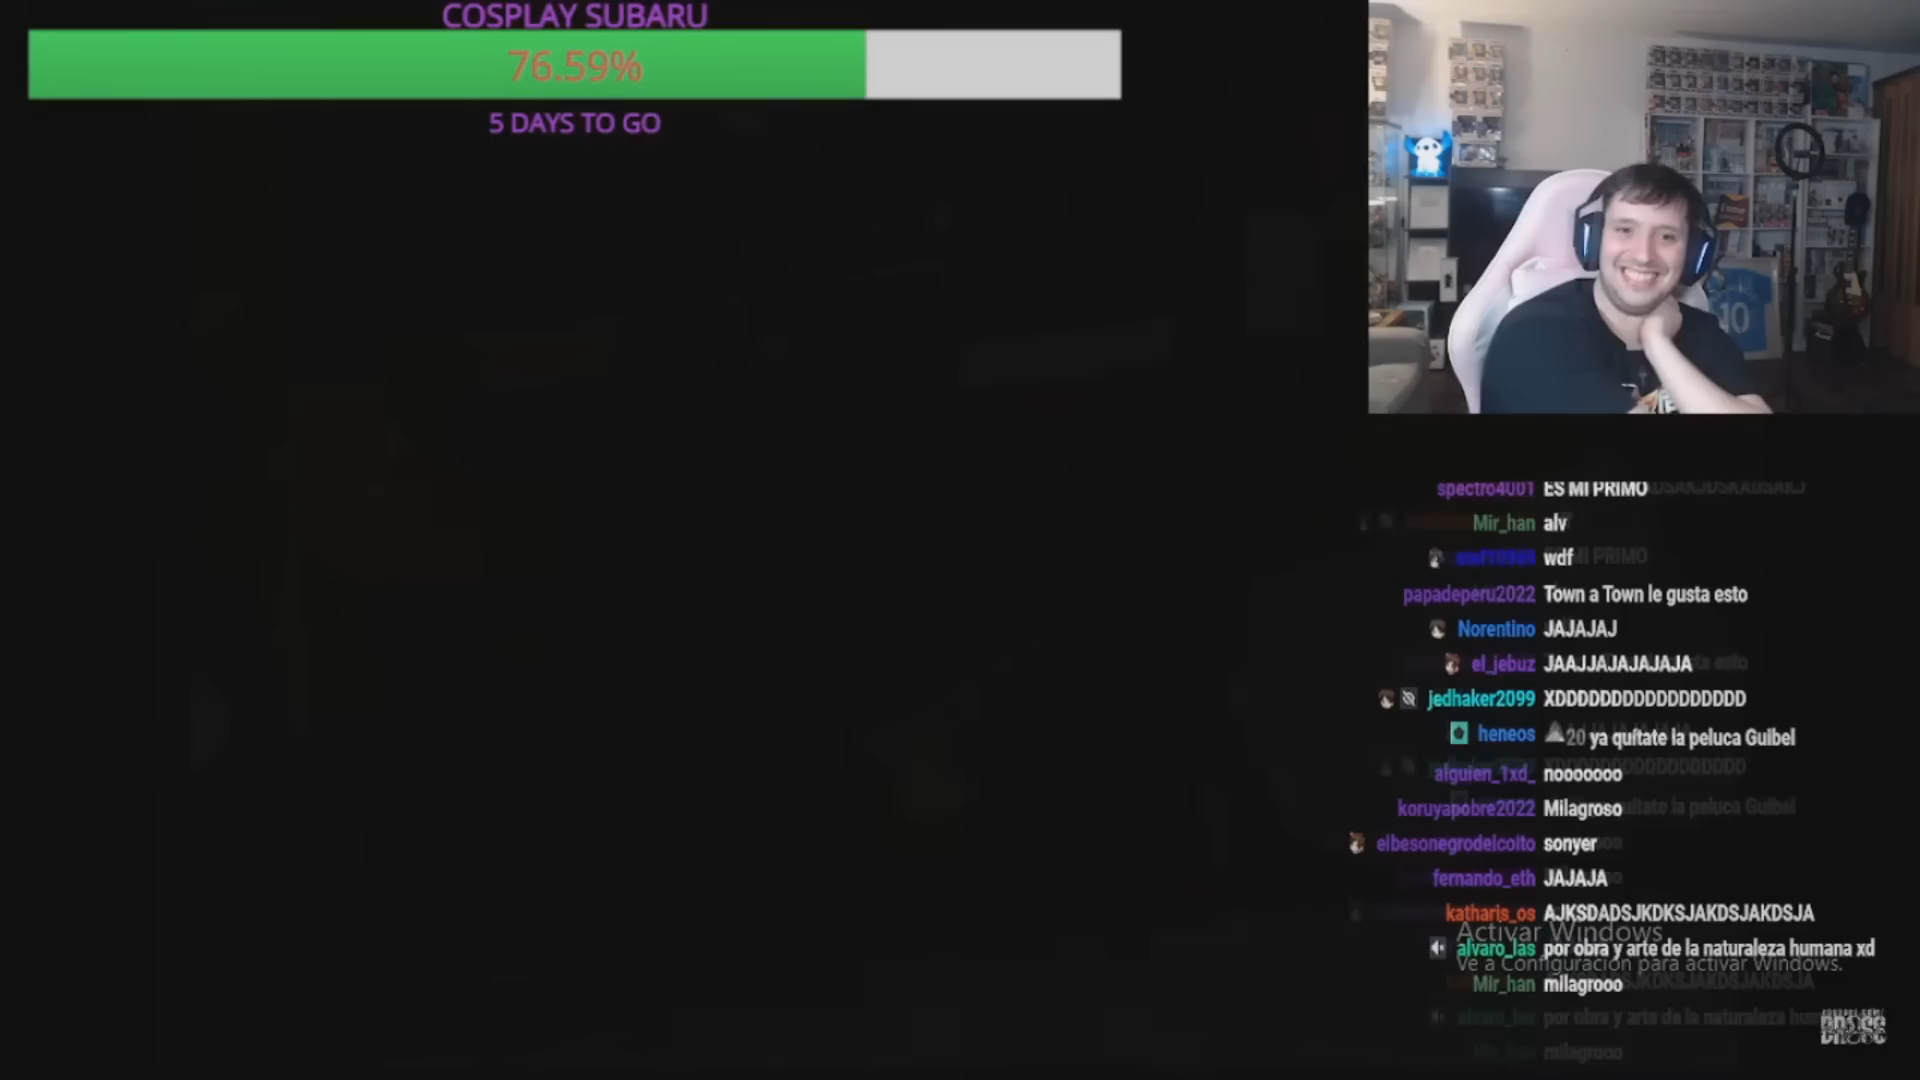 COSPLAY SUBARU
76.59%
5 DAYS TO GO
10
spectro4001 ES MI PRIMO
Mir_han alv
wdf
papadeperu2022 Town a Town le gusta esto
Norentino JAJAJAJ
el_jebuz JAAJJAJAJAJAJA
jedhaker2099 XDDDDDDDDDDDDDDDDD
heneos 20 ya quitate la peluca Guibel
alguien_1xd_ nooooooo
koruyapobre2022 Milagroso
elbesonegrodelcolto sonyer
fernando_eth JAJAJA
katharis_os AJKSDADSJKDKSJAKDSJAKDSJA
Activar Windows
alvaro_las por obra y arte de la naturaleza humana xd
Ve a Configuración para activar Windows.
Mir_han milagrooo